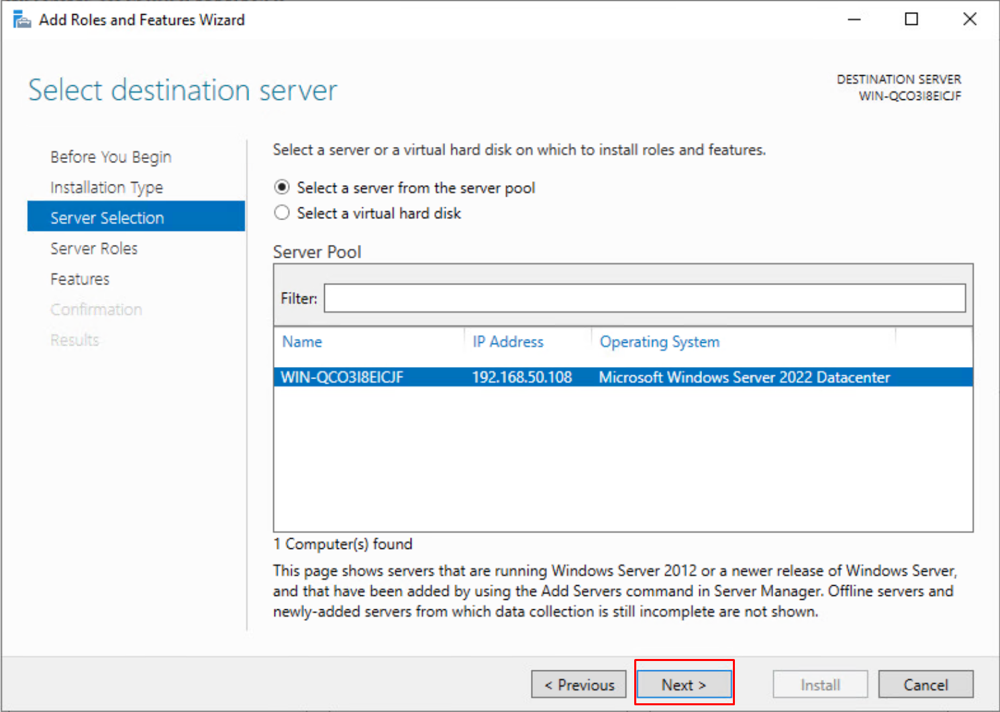 Add Roles and Features Wizard
Select destination server
DESTINATION SERVER
WIN-QCO3I8EICJF
Before You Begin
Installation Type
Server Selection
Server Roles
Features
Confirmation
Results
Select a server or a virtual hard disk on which to install roles and features.
Select a server from the server pool
Select a virtual hard disk
Server Pool
Filter:
Name IP Address Operating System
WIN-QCO3I8EICJF 192.168.50.108 Microsoft Windows Server 2022 Datacenter
1 Computer(s) found
This page shows servers that are running Windows Server 2012 or a newer release of Windows Server,
and that have been added by using the Add Servers command in Server Manager. Offline servers and
newly-added servers from which data collection is still incomplete are not shown.
< Previous Next > Install Cancel